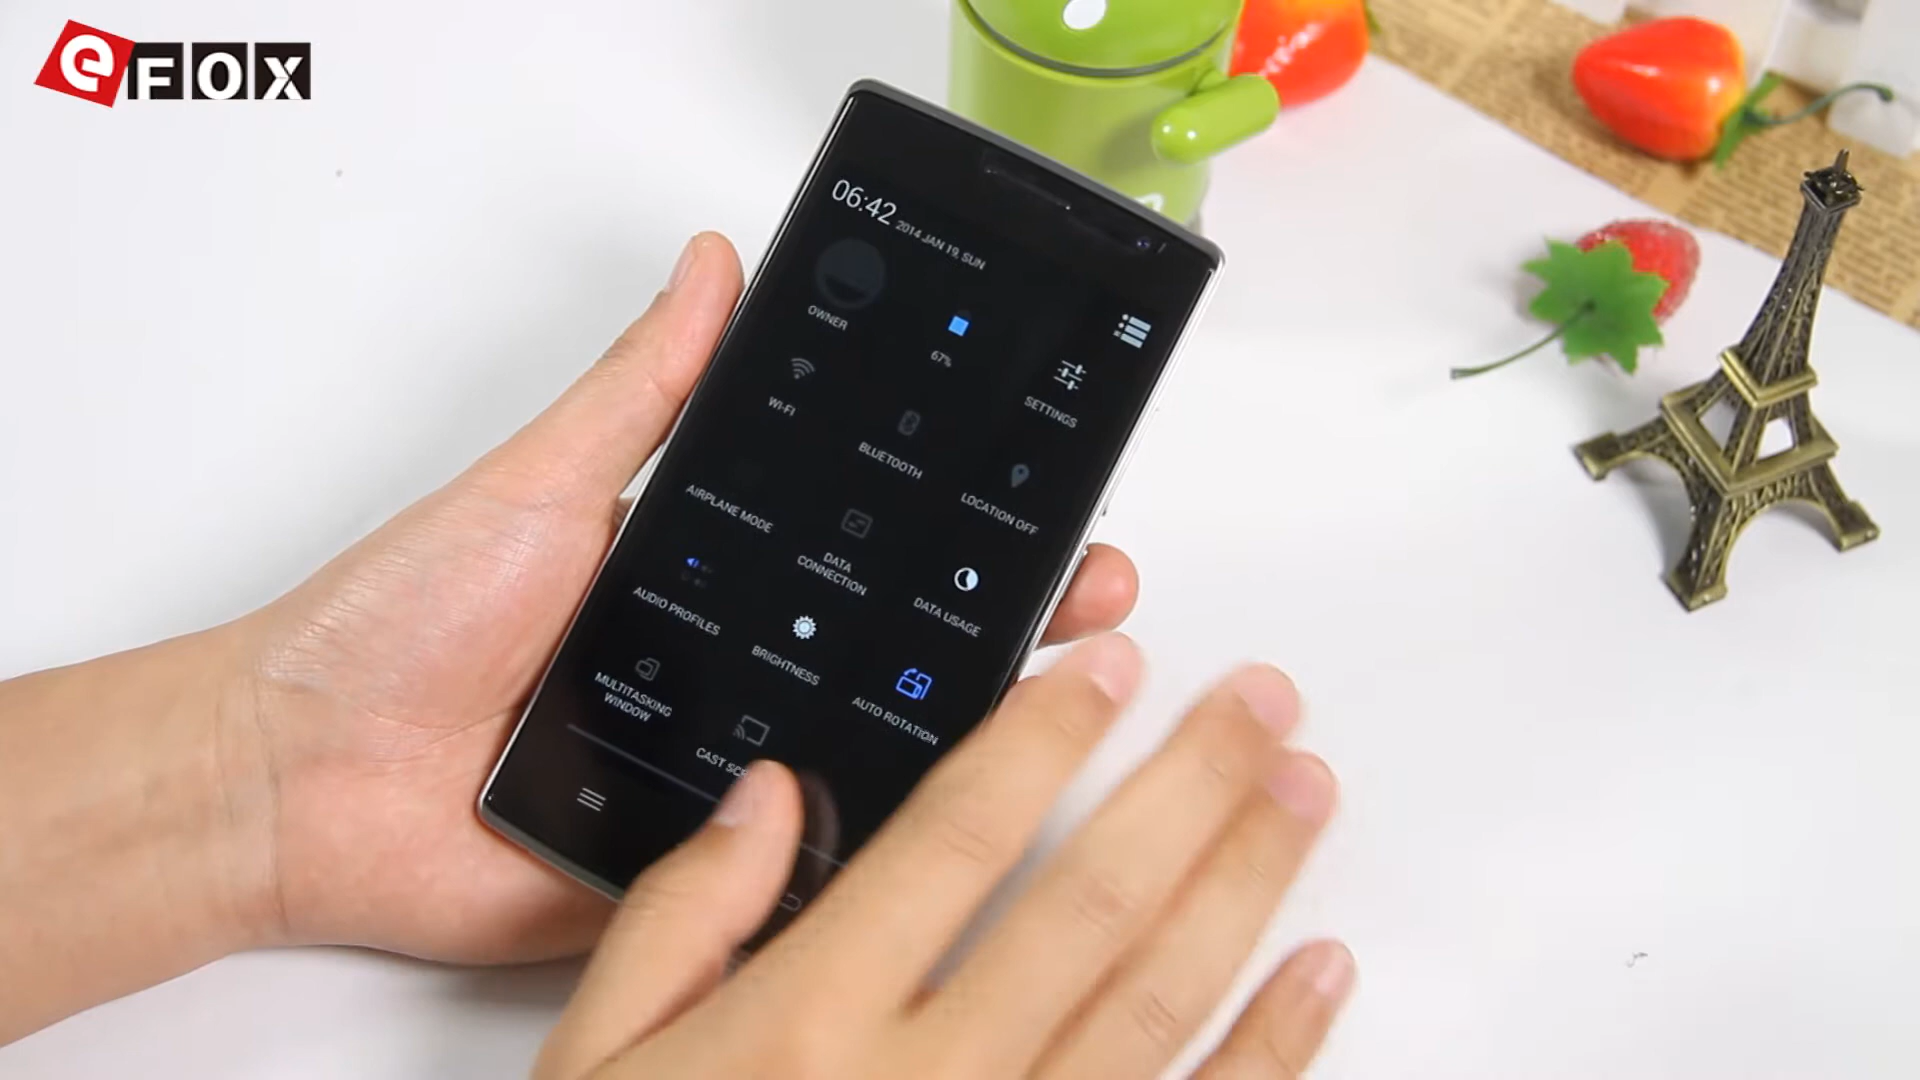 eFOX
06:42 2014 JAN 19, SUN
OWNER
67%
SETTINGS
WI-FI
BLUETOOTH
LOCATION OFF
AIRPLANE MODE
DATA
CONNECTION
DATA USAGE
AUDIO PROFILES
BRIGHTNESS
AUTO ROTATION
MULTITASKING
WINDOW
CAST